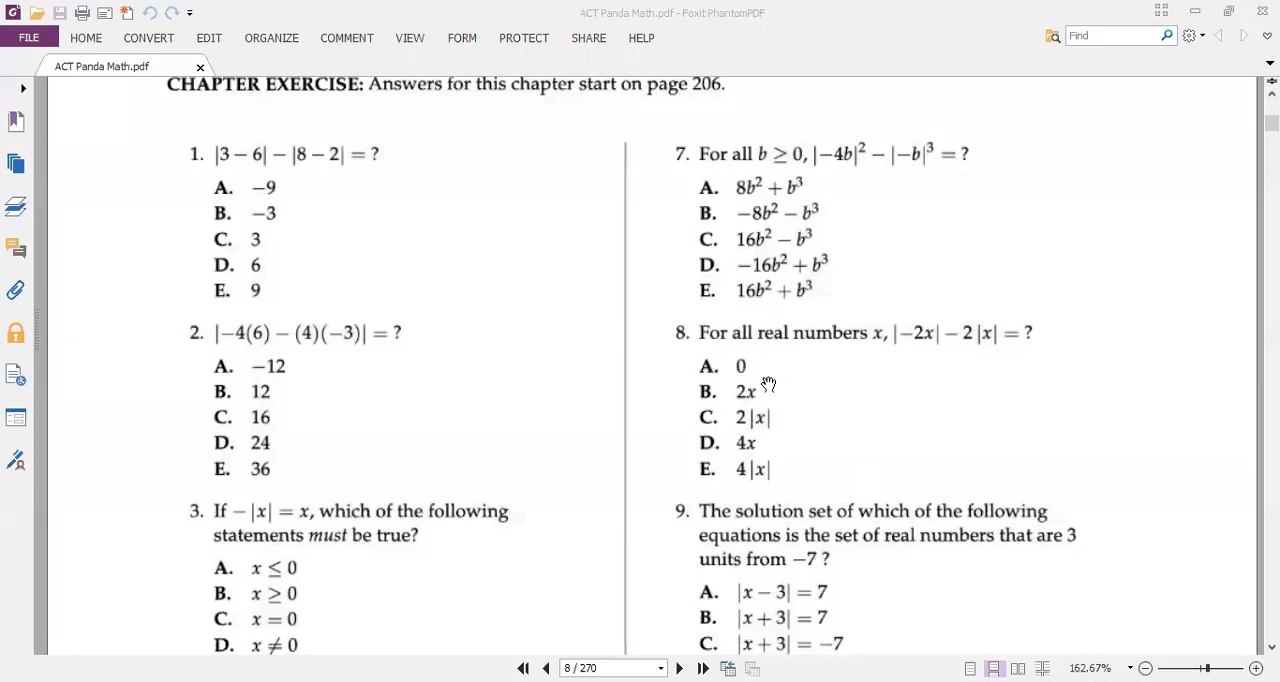 ACT Panda Math.pdf - Foxit PhantomPDF
FILE HOME CONVERT EDIT ORGANIZE COMMENT VIEW FORM PROTECT SHARE HELP
Find
ACT Panda Math.pdf x
CHAPTER EXERCISE: Answers for this chapter start on page 206.
1. |3 − 6| − |8 − 2| = ?
A. −9
B. −3
C. 3
D. 6
E. 9
2. |−4(6) − (4)(−3)| = ?
A. −12
B. 12
C. 16
D. 24
E. 36
3. If −|x| = x, which of the following
statements must be true?
A. x ≤ 0
B. x ≥ 0
C. x = 0
D. x ≠ 0
7. For all b ≥ 0, |−4b|² − |−b|³ = ?
A. 8b² + b³
B. −8b² − b³
C. 16b² − b³
D. −16b² + b³
E. 16b² + b³
8. For all real numbers x, |−2x| − 2|x| = ?
A. 0
B. 2x
C. 2|x|
D. 4x
E. 4|x|
9. The solution set of which of the following
equations is the set of real numbers that are 3
units from −7 ?
A. |x − 3| = 7
B. |x + 3| = 7
C. |x + 3| = −7
8 / 270
162.67%